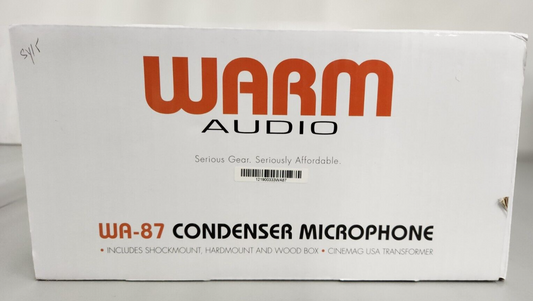 WARM
AUDIO
Serious Gear. Seriously Affordable.
WA-87 CONDENSER MICROPHONE
• INCLUDES SHOCKMOUNT, HARDMOUNT AND WOOD BOX • CINEMAG USA TRANSFORMER